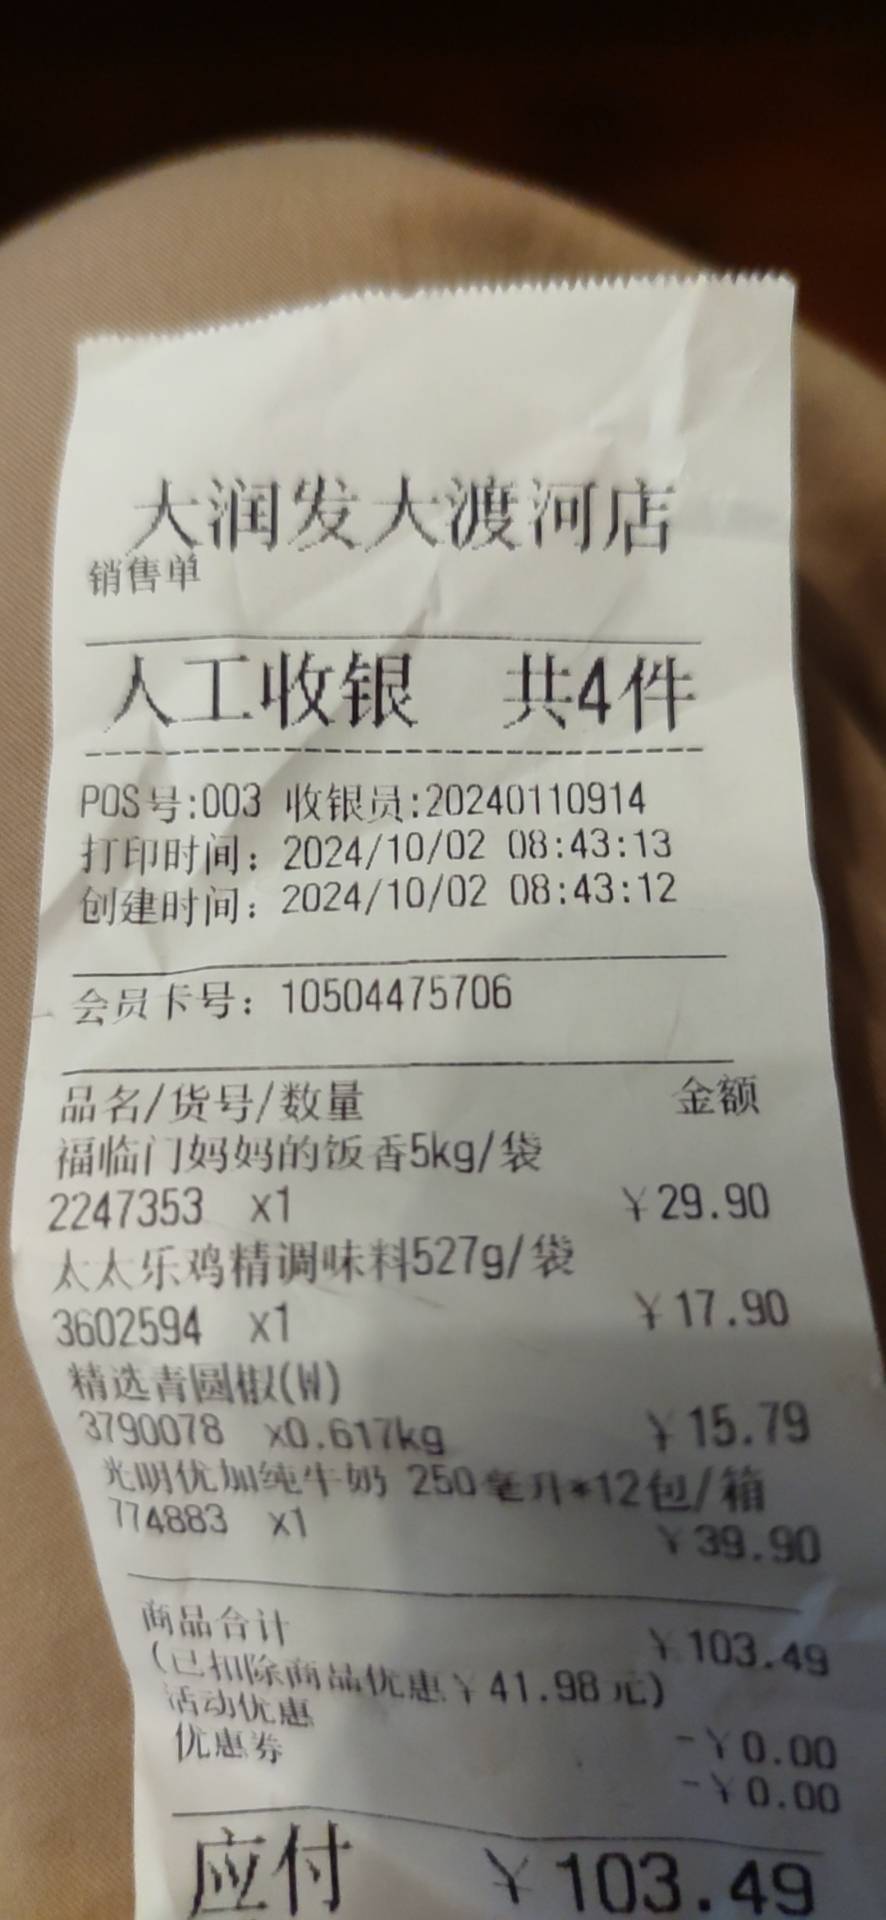 大润发大渡河店
销售单
人工收银 共4件
POS号:003 收银员:20240110914
打印时间：2024/10/02 08:43:13
创建时间：2024/10/02 08:43:12
会员卡号：10504475706
品名/货号/数量 金额
福临门妈妈的饭香5kg/袋
2247353 x1 ￥29.90
太太乐鸡精调味料527g/袋
3602594 x1 ￥17.90
精选青圆椒(W)
3790078 x0.617kg ￥15.79
光明优加纯牛奶 250毫升*12包/箱
774883 x1 ￥39.90
商品合计 ￥103.49
(已扣除商品优惠￥41.98元)
活动优惠 -￥0.00
优惠券 -￥0.00
应付 ￥103.49